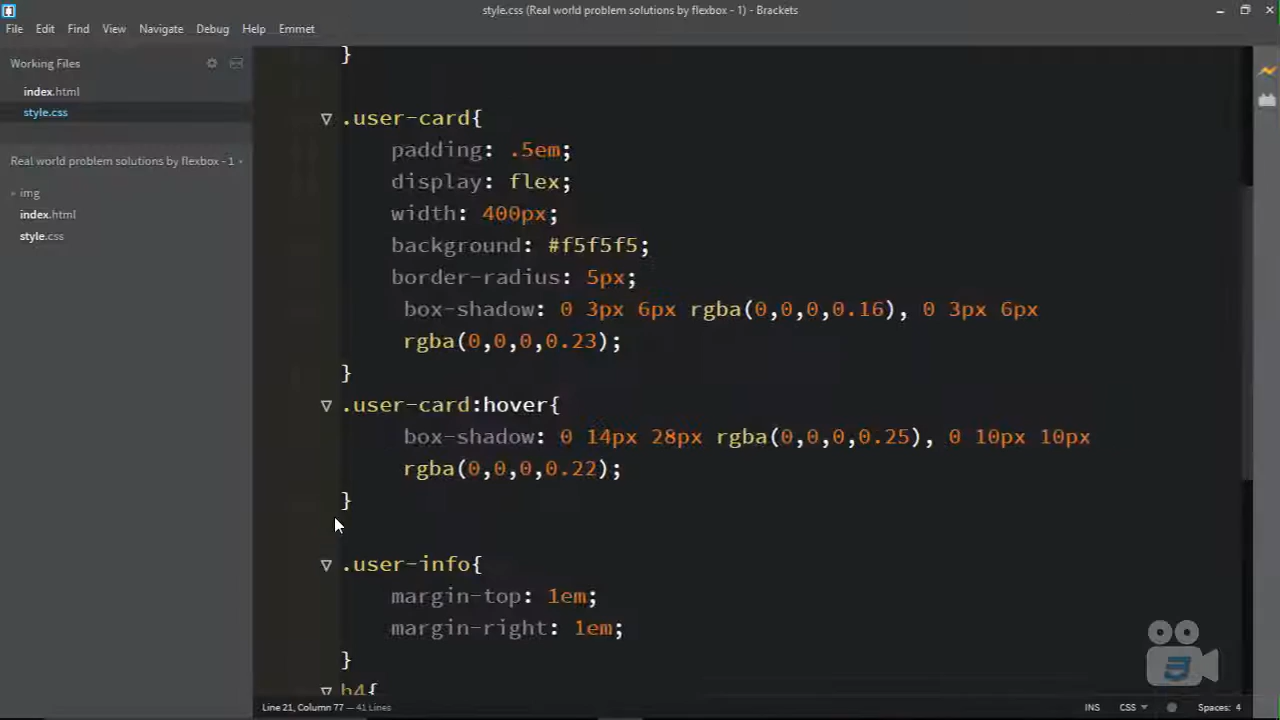 style.css (Real world problem solutions by flexbox - 1) - Brackets
File Edit Find View Navigate Debug Help Emmet
Working Files
index.html
style.css
Real world problem solutions by flexbox - 1
img
index.html
style.css
}
.user-card{
padding: .5em;
display: flex;
width: 400px;
background: #f5f5f5;
border-radius: 5px;
box-shadow: 0 3px 6px rgba(0,0,0,0.16), 0 3px 6px
rgba(0,0,0,0.23);
}
.user-card:hover{
box-shadow: 0 14px 28px rgba(0,0,0,0.25), 0 10px 10px
rgba(0,0,0,0.22);
}
.user-info{
margin-top: 1em;
margin-right: 1em;
}
h4{
Line 21, Column 77 — 41 Lines
INS CSS Spaces: 4